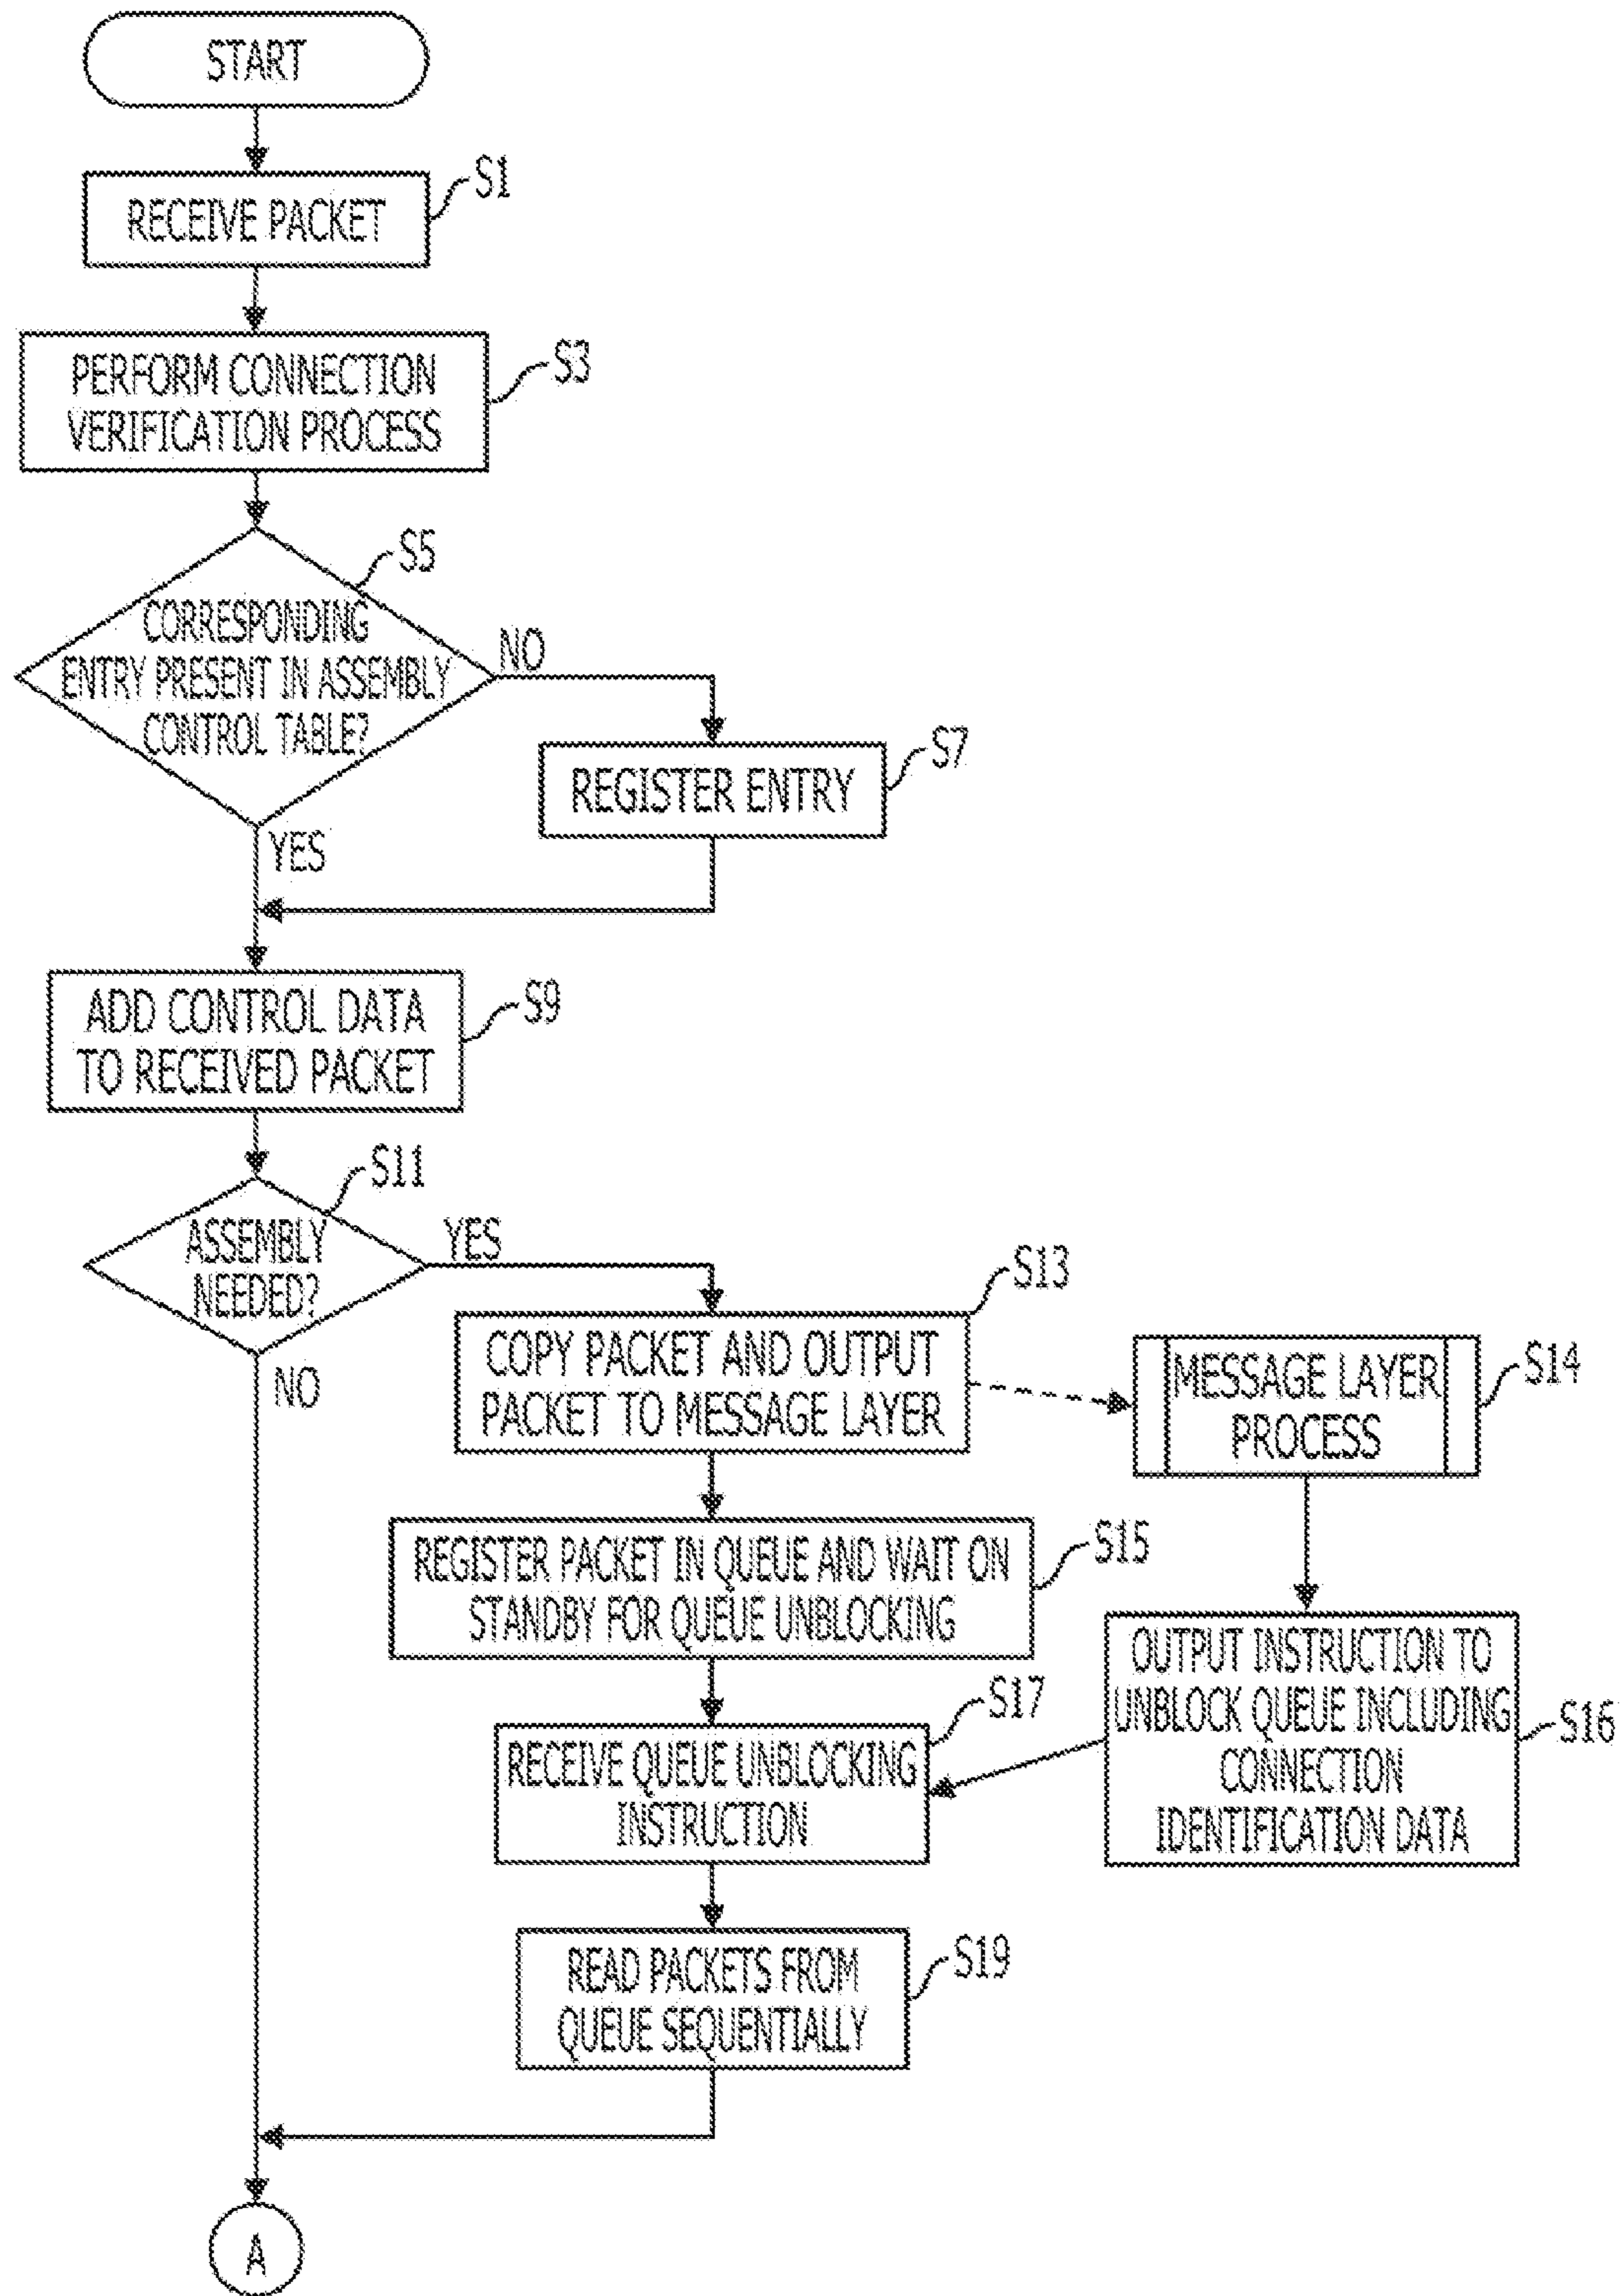 START
S1
RECEIVE PACKET
S3
PERFORM CONNECTION
VERIFICATION PROCESS
S5
CORRESPONDING
ENTRY PRESENT IN ASSEMBLY
CONTROL TABLE?
NO
S7
REGISTER ENTRY
YES
S9
ADD CONTROL DATA
TO RECEIVED PACKET
S11
ASSEMBLY
NEEDED?
YES
NO
S13
COPY PACKET AND OUTPUT
PACKET TO MESSAGE LAYER
S14
MESSAGE LAYER
PROCESS
S15
REGISTER PACKET IN QUEUE AND WAIT ON
STANDBY FOR QUEUE UNBLOCKING
S16
OUTPUT INSTRUCTION TO
UNBLOCK QUEUE INCLUDING
CONNECTION
IDENTIFICATION DATA
S17
RECEIVE QUEUE UNBLOCKING
INSTRUCTION
S19
READ PACKETS FROM
QUEUE SEQUENTIALLY
A